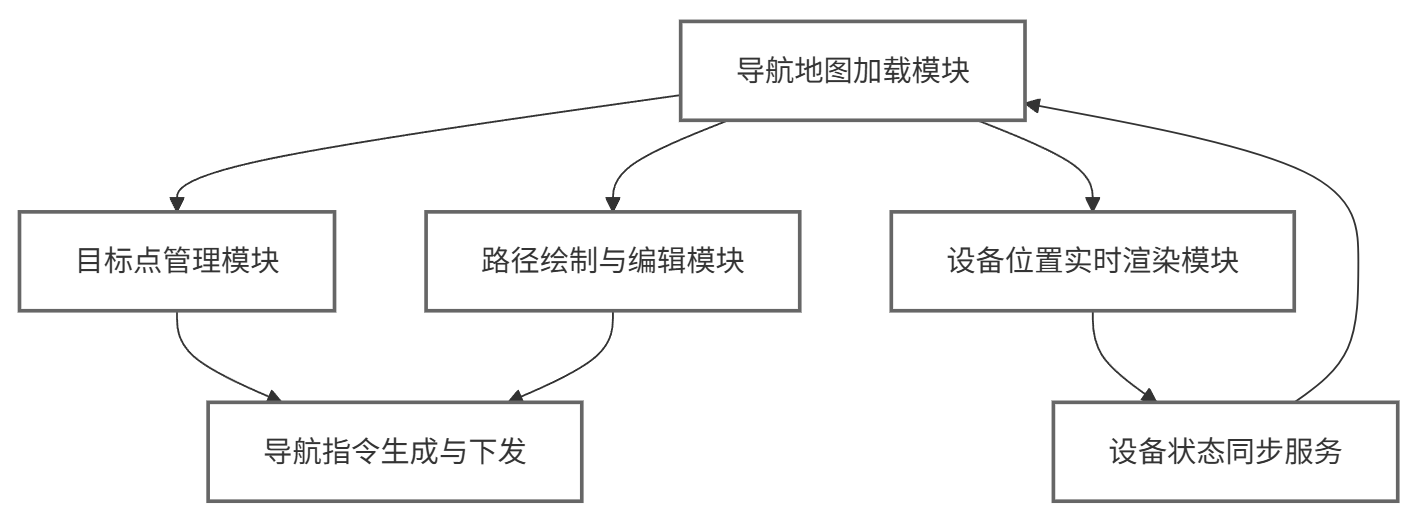 导航地图加载模块
目标点管理模块
路径绘制与编辑模块
设备位置实时渲染模块
导航指令生成与下发
设备状态同步服务